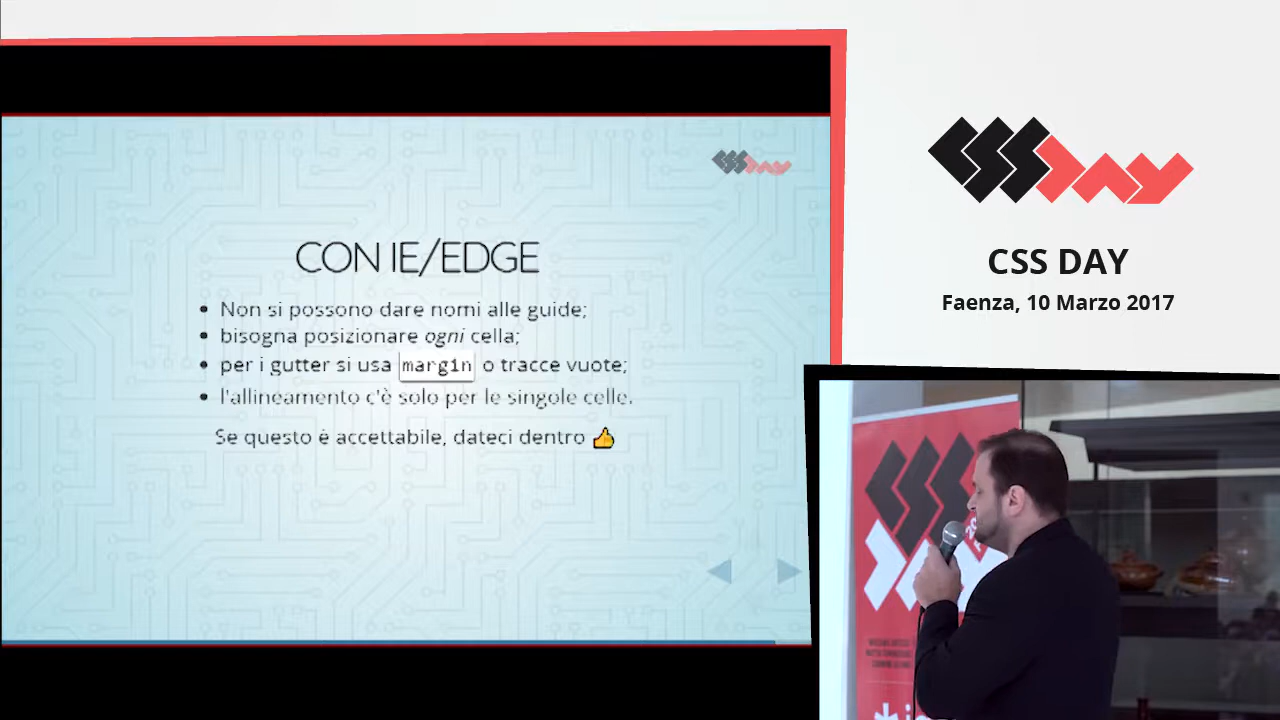 CSSDAY
CON IE/EDGE
Non si possono dare nomi alle guide;
bisogna posizionare ogni cella;
per i gutter si usa margin o tracce vuote;
l'allineamento c'è solo per le singole celle.
Se questo è accettabile, dateci dentro 👍
CSSDAY
CSS DAY
Faenza, 10 Marzo 2017